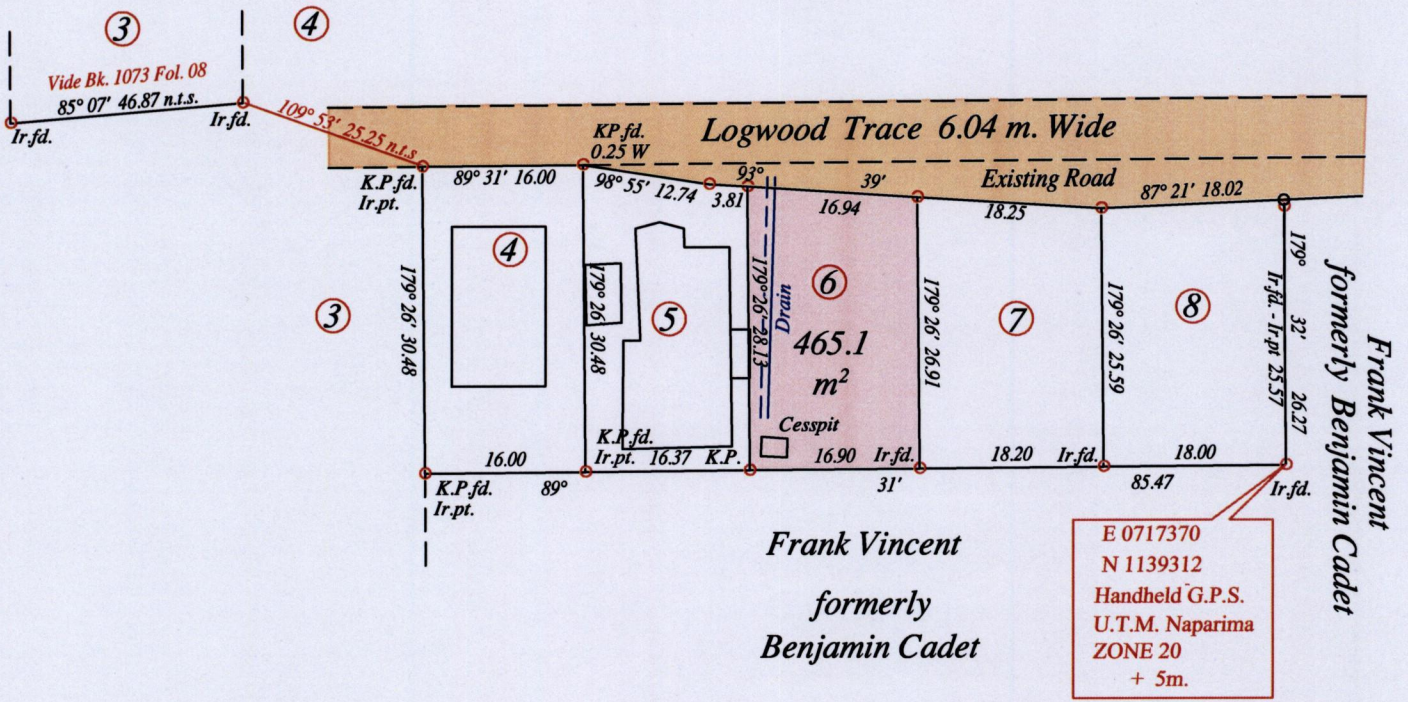 3
4
Vide Bk. 1073 Fol. 08
85° 07' 46.87 n.t.s.
Ir.fd.
Ir.fd.
109° 53' 25.25 n.t.s
Logwood Trace 6.04 m. Wide
Existing Road
K.P.fd.
Ir.pt.
89° 31' 16.00
KP.fd.
0.25 W
98° 55' 12.74
3.81
93°
39'
16.94
18.25
87° 21' 18.02
3
179° 26' 30.48
4
179° 26' 30.48
5
179° 26' 28.13
Drain
6
465.1
m²
Cesspit
179° 26' 26.91
7
179° 26' 25.59
8
179° 32' 26.27
Ir.fd - Ir.pt 25.57
Frank Vincent
formerly Benjamin Cadet
K.P.fd.
Ir.pt.
16.00
89°
K.P.fd.
Ir.pt.
16.37
K.P.
16.90
Ir.fd.
31'
18.20
Ir.fd.
18.00
85.47
Ir.fd.
Frank Vincent
formerly
Benjamin Cadet
E 0717370
N 1139312
Handheld G.P.S.
U.T.M. Naparima
ZONE 20
+ 5m.